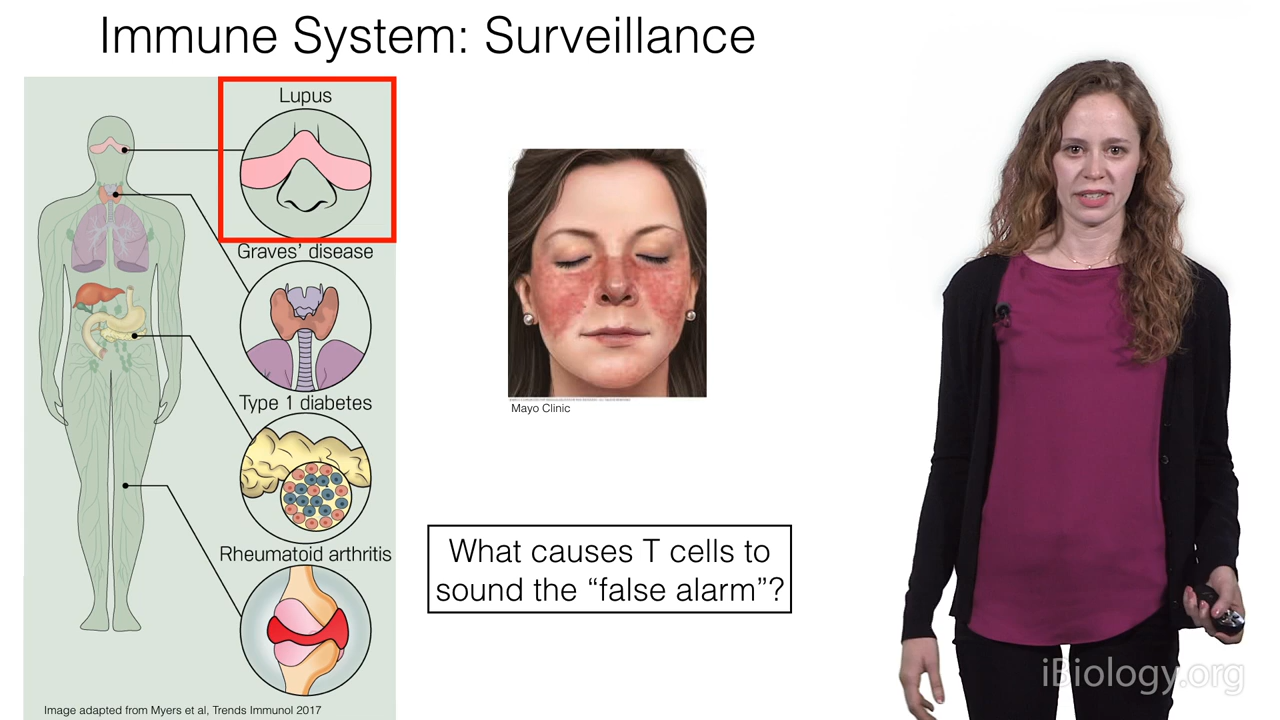 Immune System: Surveillance
Lupus
Graves’ disease
Type 1 diabetes
Rheumatoid arthritis
Image adapted from Myers et al, Trends Immunol 2017
Mayo Clinic
What causes T cells to
sound the “false alarm”?
iBiology.org